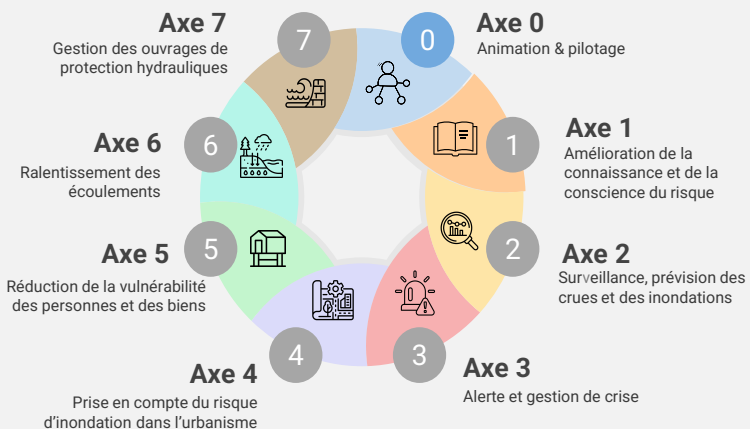 0
Axe 0
Animation & pilotage
1
Axe 1
Amélioration de la
connaissance et de la
conscience du risque
2
Axe 2
Surveillance, prévision des
crues et des inondations
3
Axe 3
Alerte et gestion de crise
4
Axe 4
Prise en compte du risque
d'inondation dans l'urbanisme
5
Axe 5
Réduction de la vulnérabilité
des personnes et des biens
6
Axe 6
Ralentissement des
écoulements
7
Axe 7
Gestion des ouvrages de
protection hydrauliques